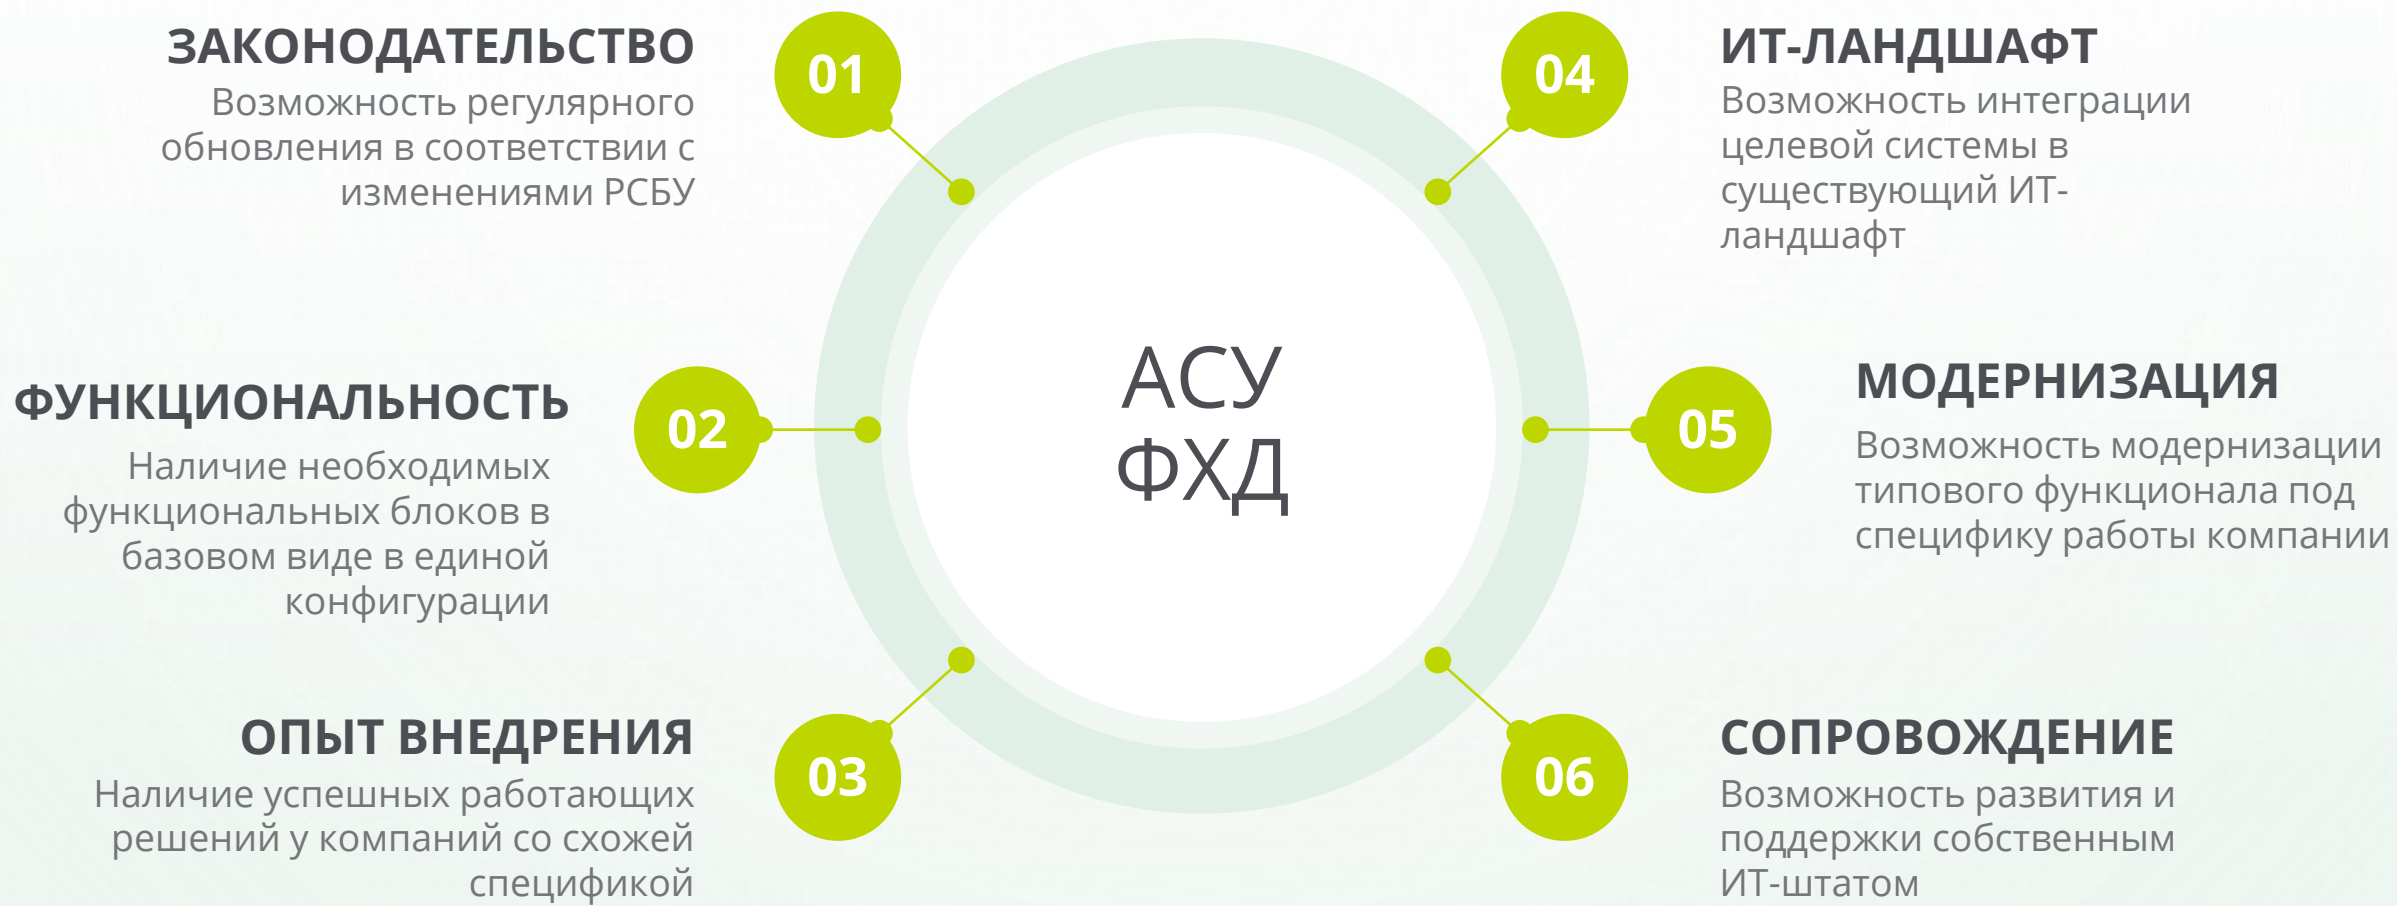 ЗАКОНОДАТЕЛЬСТВО
Возможность регулярного
обновления в соответствии с
изменениями РСБУ
01
ФУНКЦИОНАЛЬНОСТЬ
Наличие необходимых
функциональных блоков в
базовом виде в единой
конфигурации
02
ОПЫТ ВНЕДРЕНИЯ
Наличие успешных работающих
решений у компаний со схожей
спецификой
03
АСУ
ФХД
04
ИТ-ЛАНДШАФТ
Возможность интеграции
целевой системы в
существующий ИТ-
ландшафт
05
МОДЕРНИЗАЦИЯ
Возможность модернизации
типового функционала под
специфику работы компании
06
СОПРОВОЖДЕНИЕ
Возможность развития и
поддержки собственным
ИТ-штатом